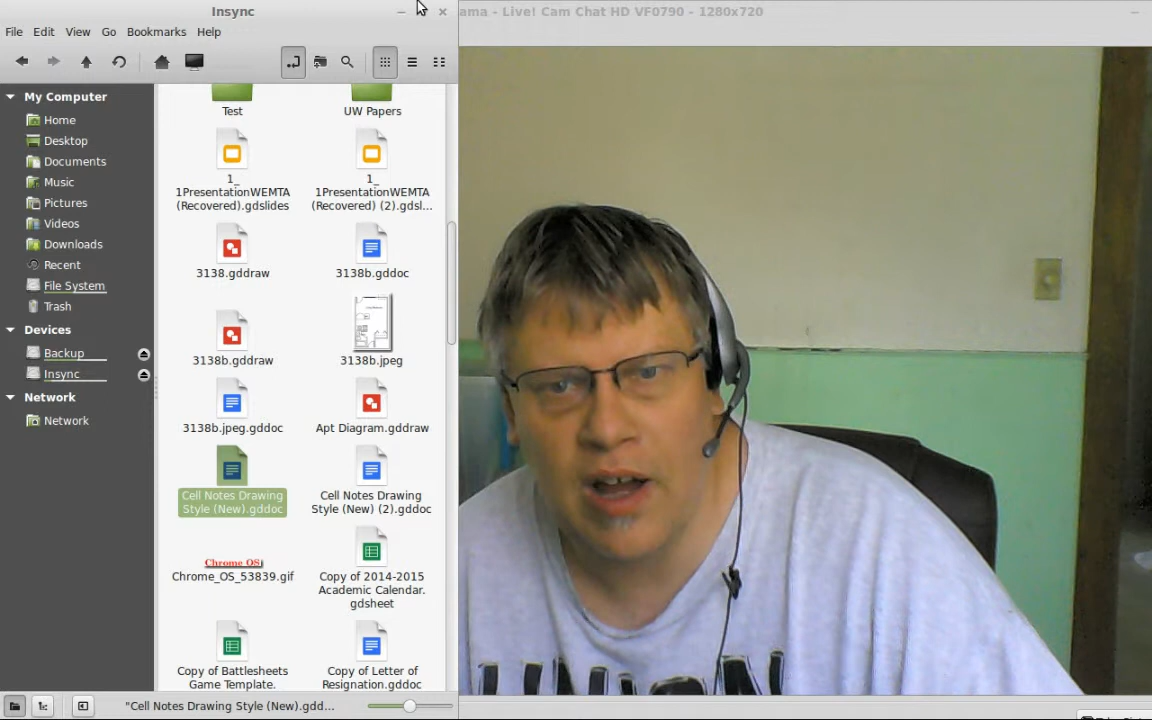 Insync
ama - Live! Cam Chat HD VF0790 - 1280x720
File Edit View Go Bookmarks Help
My Computer
Home
Desktop
Documents
Music
Pictures
Videos
Downloads
Recent
File System
Trash
Devices
Backup
Insync
Network
Network
Test
UW Papers
1_
1PresentationWEMTA
(Recovered).gdslides
1_
1PresentationWEMTA
(Recovered) (2).gdsl...
3138.gddraw
3138b.gddoc
3138b.gddraw
3138b.jpeg
3138b.jpeg.gddoc
Apt Diagram.gddraw
Cell Notes Drawing
Style (New).gddoc
Cell Notes Drawing
Style (New) (2).gddoc
Chrome OS
Chrome_OS_53839.gif
Copy of 2014-2015
Academic Calendar.
gdsheet
Copy of Battlesheets
Game Template.
Copy of Letter of
Resignation.gddoc
"Cell Notes Drawing Style (New).gdd...